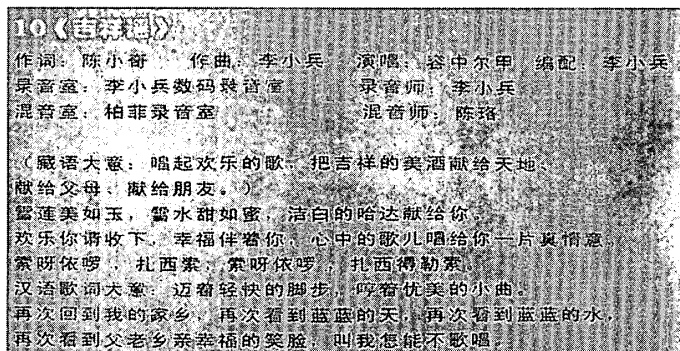 10《吉祥谣》
作词：陈小奇 作曲：李小兵 演唱：容中尔甲 编配：李小兵
录音室：李小兵数码录音室 录音师：李小兵
混音室：柏菲录音室 混音师：陈珞
（藏语大意：唱起欢乐的歌、把吉祥的美酒献给天地、
献给父母、献给朋友。）
雪莲美如玉，雪水甜如蜜，洁白的哈达献给你，
欢乐你请收下，幸福伴着你，心中的歌儿唱给你一片真情意。
索呀依啰，扎西索，索呀依啰，扎西得勒索。
汉语歌词大意：迈着轻快的脚步，哼着优美的小曲。
再次回到我的家乡，再次看到蓝蓝的天，再次看到蓝蓝的水，
再次看到父老乡亲幸福的笑脸，叫我怎能不歌唱。